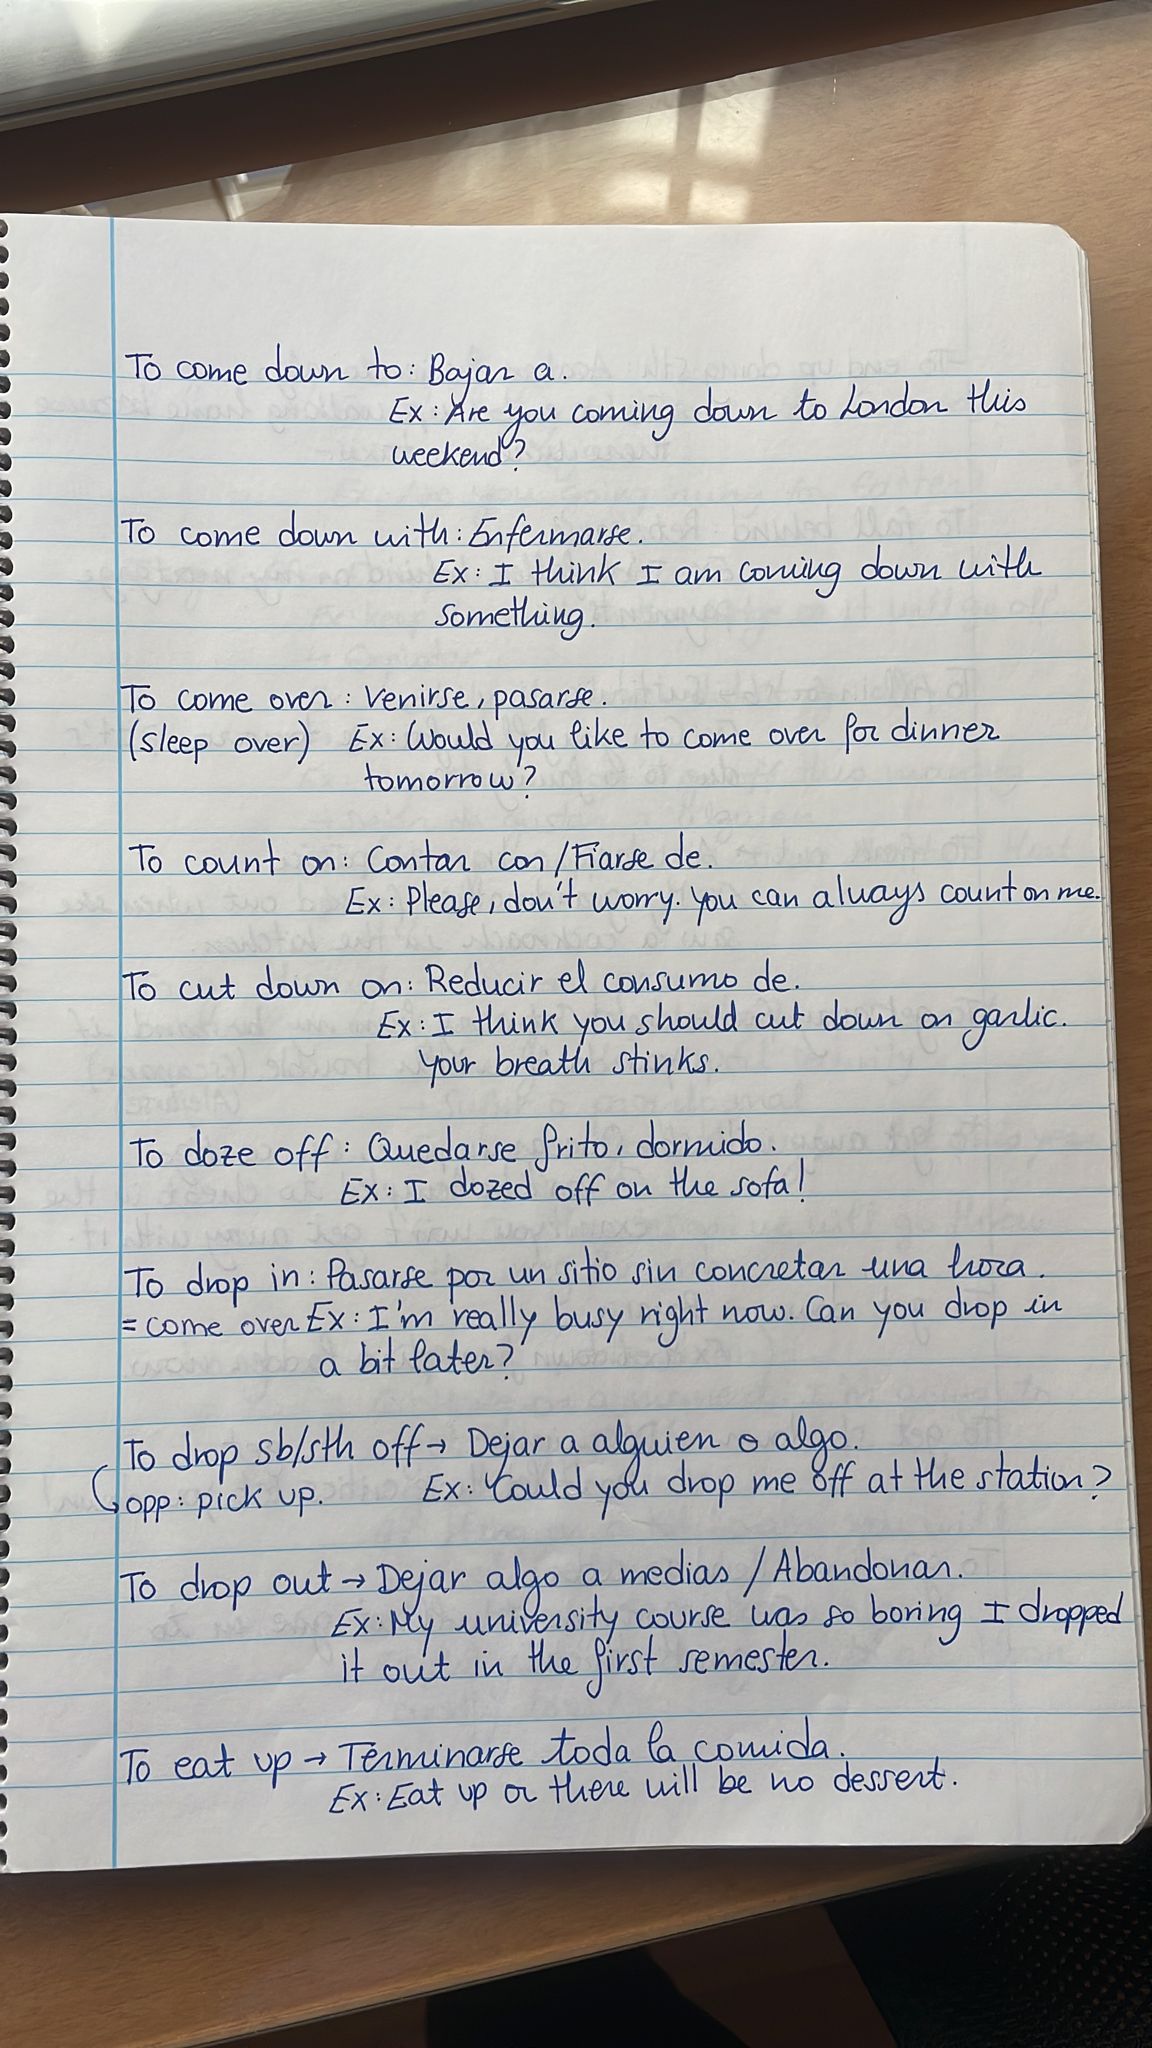 To come down to: Bajar a.
Ex: Are you coming down to London this
weekend?
To come down with: Enfermarse.
Ex: I think I am coming down with
something.
To come over: Venirse, pasarse.
(sleep over) Ex: Would you like to come over for dinner
tomorrow?
To count on: Contar con/Fiarse de.
Ex: Please, don't worry. You can always count on me.
To cut down on: Reducir el consumo de.
Ex: I think you should cut down on garlic.
Your breath stinks.
To doze off: Quedarse frito, dormido.
Ex: I dozed off on the sofa!
To drop in: Pasarse por un sitio sin concretar una hora.
= come over Ex: I'm really busy right now. Can you drop in
a bit later?
To drop sb/sth off → Dejar a alguien o algo.
opp: pick up. Ex: Could you drop me off at the station?
To drop out → Dejar algo a medias / Abandonar.
Ex: My university course was so boring I dropped
it out in the first semester.
To eat up → Terminarse toda la comida.
Ex: Eat up or there will be no dessert.